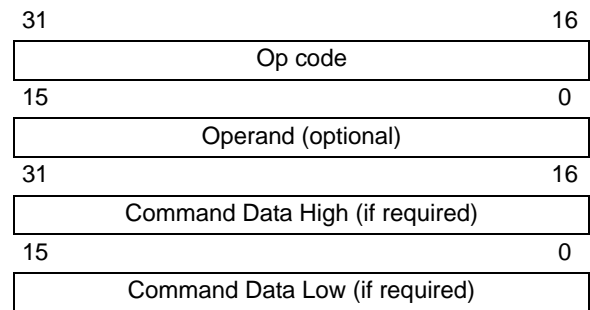 31 16
Op code
15 0
Operand (optional)
31 16
Command Data High (if required)
15 0
Command Data Low (if required)